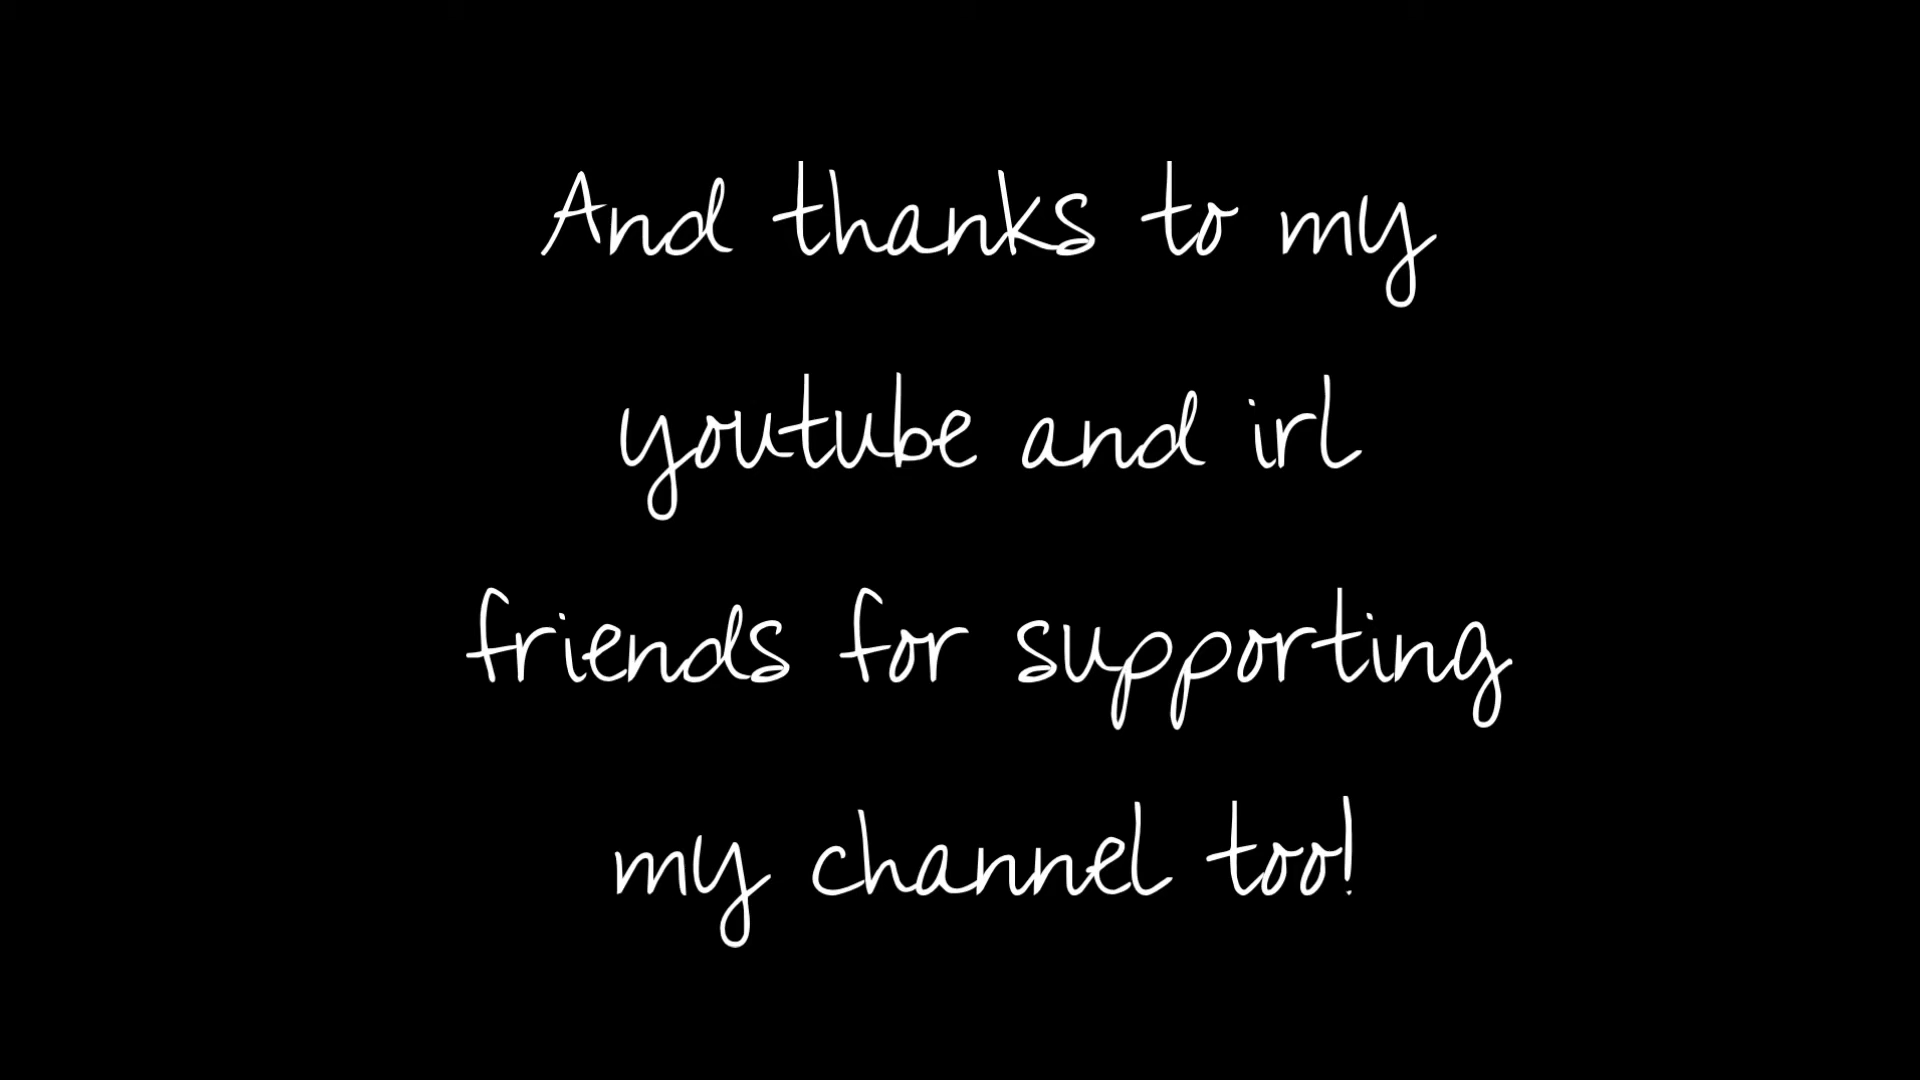 And thanks to my
youtube and irl
friends for supporting
my channel too!